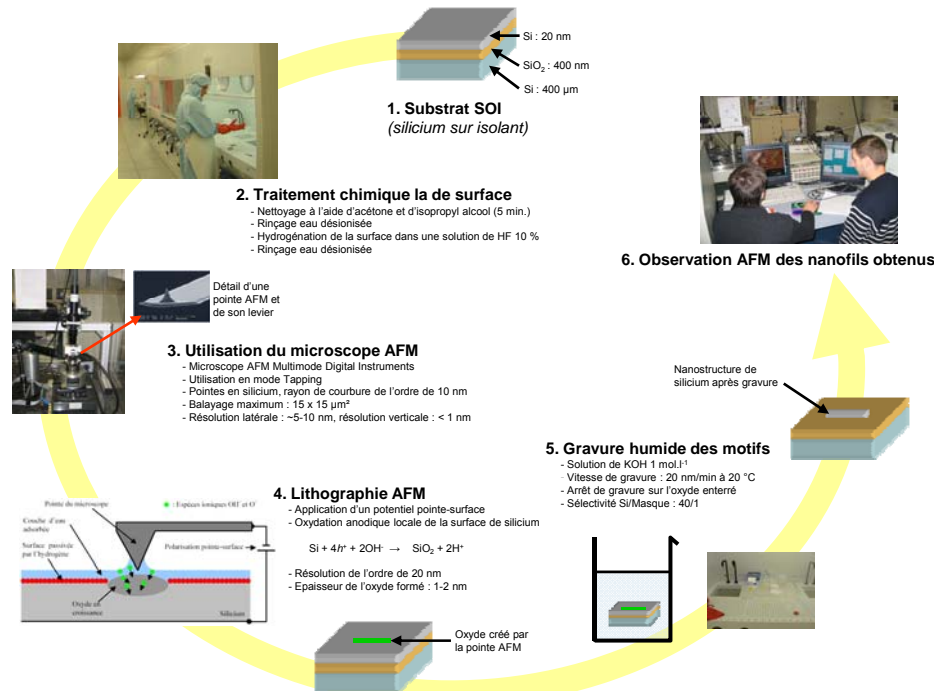 Si : 20 nm
SiO2 : 400 nm
Si : 400 µm
1. Substrat SOI
(silicium sur isolant)
2. Traitement chimique la de surface
- Nettoyage à l'aide d'acétone et d'isopropyl alcool (5 min.)
- Rinçage eau désionisée
- Hydrogénation de la surface dans une solution de HF 10 %
- Rinçage eau désionisée
6. Observation AFM des nanofils obtenus
Détail d'une
pointe AFM et
de son levier
3. Utilisation du microscope AFM
- Microscope AFM Multimode Digital Instruments
- Utilisation en mode Tapping
- Pointes en silicium, rayon de courbure de l'ordre de 10 nm
- Balayage maximum : 15 x 15 µm²
- Résolution latérale : ~5-10 nm, résolution verticale : < 1 nm
Nanostructure de
silicium après gravure
5. Gravure humide des motifs
- Solution de KOH 1 mol.l-1
- Vitesse de gravure : 20 nm/min à 20 °C
- Arrêt de gravure sur l'oxyde enterré
- Sélectivité Si/Masque : 40/1
4. Lithographie AFM
- Application d'un potentiel pointe-surface
- Oxydation anodique locale de la surface de silicium
Si + 4h+ + 2OH- → SiO2 + 2H+
- Résolution de l'ordre de 20 nm
- Epaisseur de l'oxyde formé : 1-2 nm
Pointe du microscope
: Espèces ioniques OH- et O-
Couche d'eau
adsorbée
Surface passivée
par l'hydrogène
Polarisation pointe-surface
Oxyde en
croissance
Silicium
Oxyde créé par
la pointe AFM